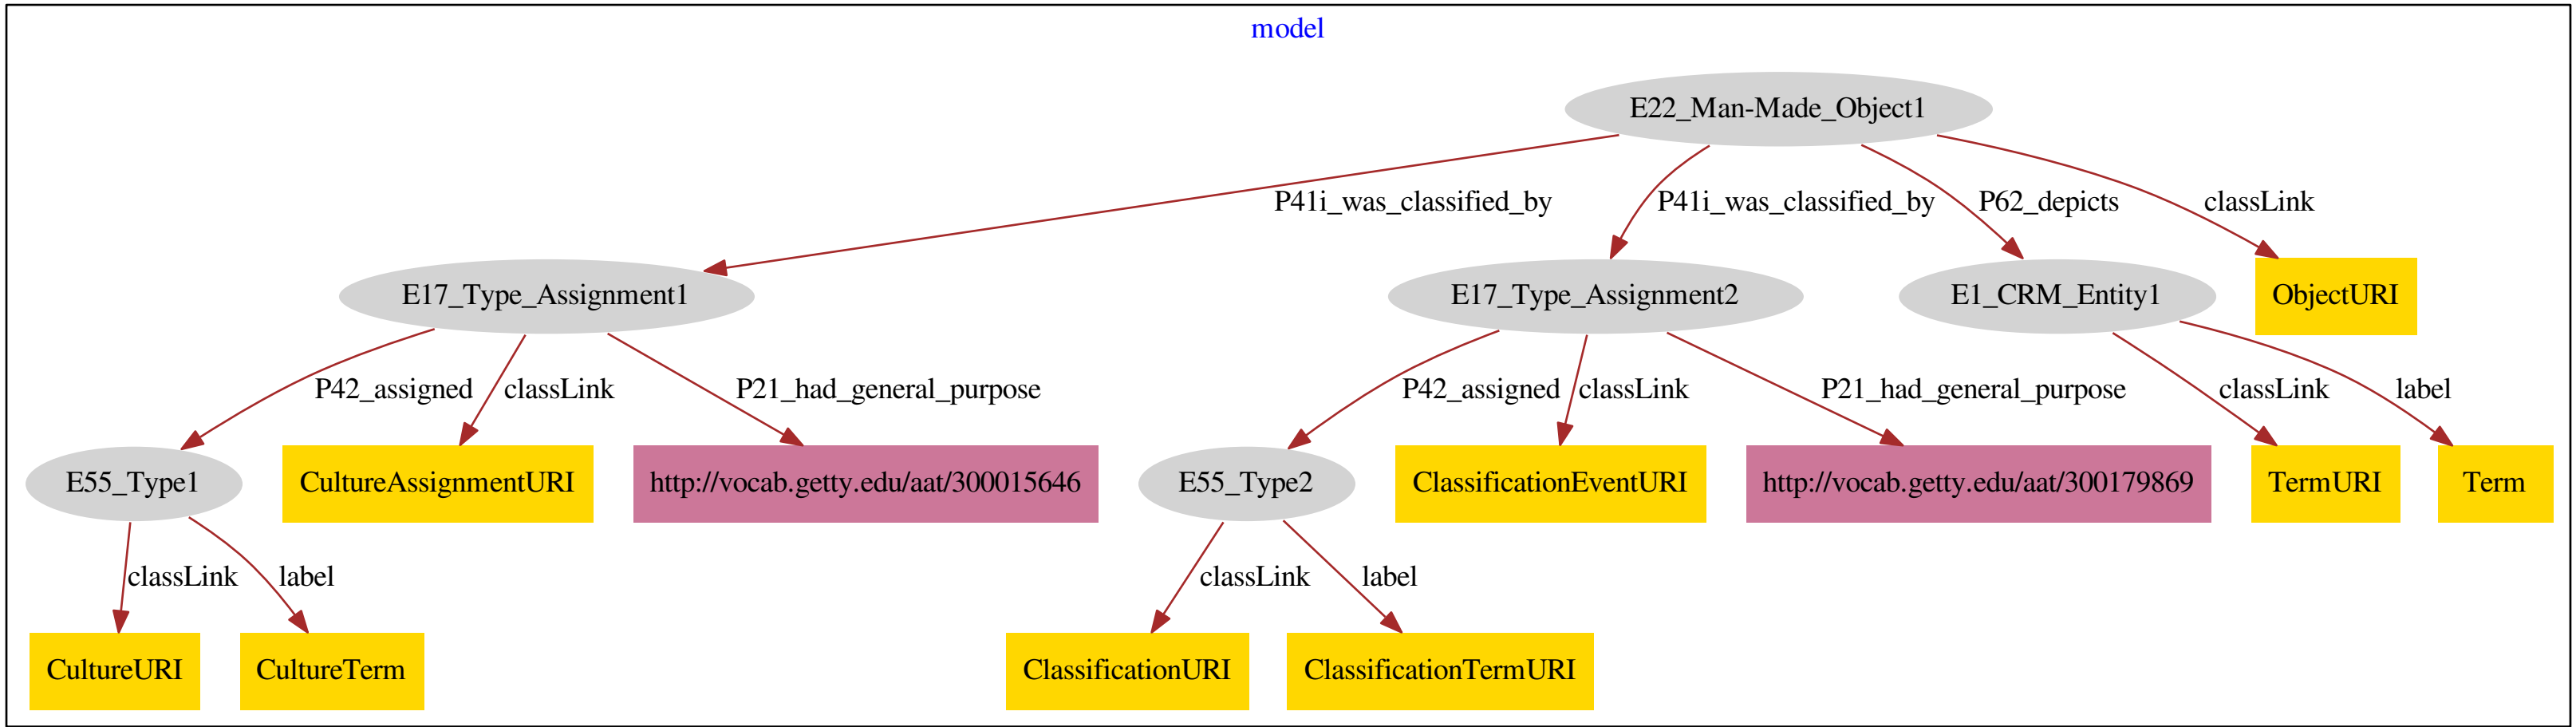 model
E22_Man-Made_Object1
P41i_was_classified_by
P41i_was_classified_by
P62_depicts
classLink
E17_Type_Assignment1
E17_Type_Assignment2
E1_CRM_Entity1
ObjectURI
P42_assigned
classLink
P21_had_general_purpose
P42_assigned
classLink
P21_had_general_purpose
classLink
label
E55_Type1
CultureAssignmentURI
http://vocab.getty.edu/aat/300015646
E55_Type2
ClassificationEventURI
http://vocab.getty.edu/aat/300179869
TermURI
Term
classLink
label
classLink
label
CultureURI
CultureTerm
ClassificationURI
ClassificationTermURI